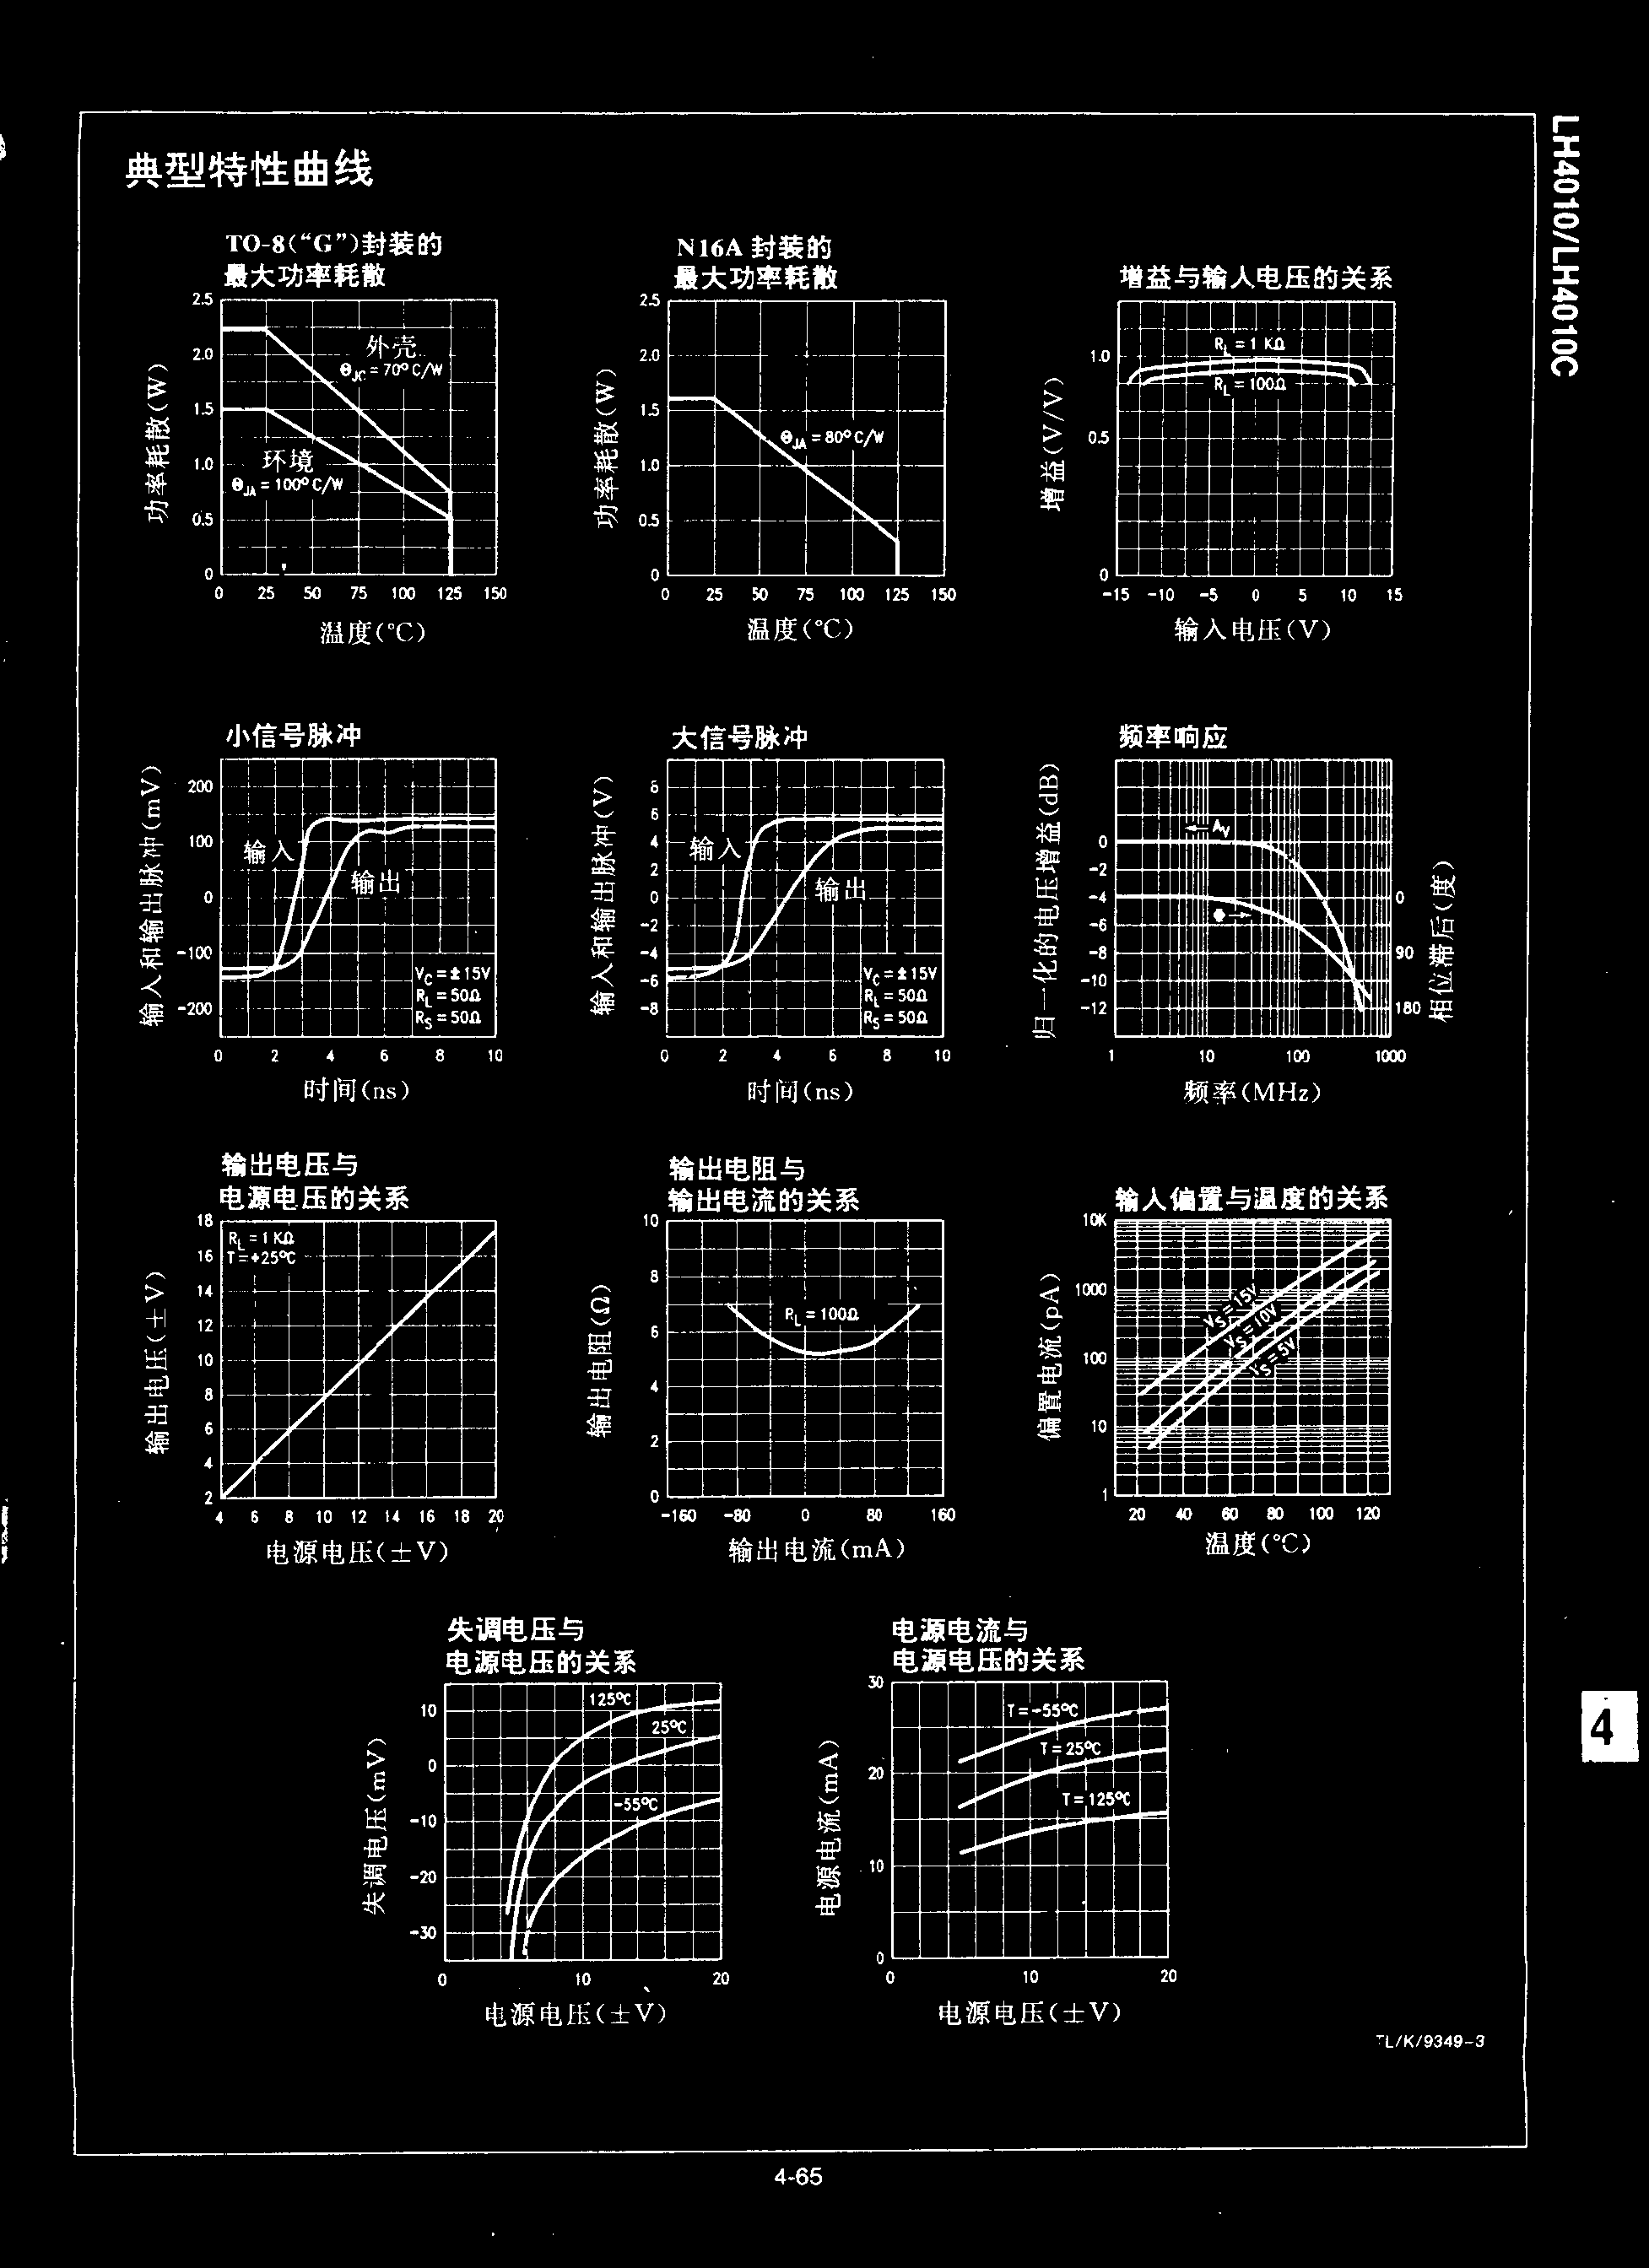 LH4010/LH4010C
典型特性曲线
TO-8(“G”)封装的
最大功率耗散
2.5
2.0
1.5
1.0
0.5
0
功率耗散(W)
外壳
ΘJC = 70°C/W
环境
ΘJA = 100°C/W
0 25 50 75 100 125 150
温度(°C)
N16A 封装的
最大功率耗散
2.5
2.0
1.5
1.0
0.5
0
功率耗散(W)
ΘJA = 80°C/W
0 25 50 75 100 125 150
温度(°C)
增益与输入电压的关系
1.0
0.5
0
增益(V/V)
RL = 1 KΩ
RL = 100Ω
-15 -10 -5 0 5 10 15
输入电压(V)
小信号脉冲
200
100
0
-100
-200
输入和输出脉冲(mV)
输入
输出
VC = ±15V
RL = 50Ω
RS = 50Ω
0 2 4 6 8 10
时间(ns)
大信号脉冲
8
6
4
2
0
-2
-4
-6
-8
输入和输出脉冲(V)
输入
输出
VC = ±15V
RL = 50Ω
RS = 50Ω
0 2 4 6 8 10
时间(ns)
频率响应
0
-2
-4
-6
-8
-10
-12
归一化的电压增益(dB)
AV
0
90
180
相位滞后(度)
1 10 100 1000
频率(MHz)
输出电压与
电源电压的关系
18
16
14
12
10
8
6
4
2
输出电压(±V)
RL = 1 KΩ
T = +25°C
4 6 8 10 12 14 16 18 20
电源电压(±V)
输出电阻与
输出电流的关系
10
8
6
4
2
0
输出电阻(Ω)
RL = 100Ω
-160 -80 0 80 160
输出电流(mA)
输入偏置与温度的关系
10K
1000
100
10
1
偏置电流(pA)
VS = 15V
VS = 10V
VS = 5V
20 40 60 80 100 120
温度(°C)
失调电压与
电源电压的关系
10
0
-10
-20
-30
失调电压(mV)
125°C
25°C
-55°C
0 10 20
电源电压(±V)
电源电流与
电源电压的关系
30
20
10
0
电源电流(mA)
T = -55°C
T = 25°C
T = 125°C
0 10 20
电源电压(±V)
4
TL/K/9349-3
4-65